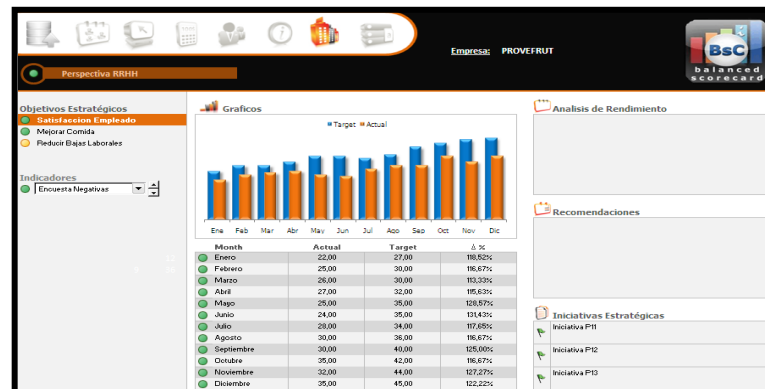 Empresa: PROVEFRUT
BSC
balanced
scorecard
Perspectiva RRHH
Objetivos Estratégicos
Satisfaccion Empleado
Mejorar Comida
Reducir Bajas Laborales
Indicadores
Encuesta Negativas
Graficos
Target Actual
Ene Feb Mar Abr May Jun Jul Ago Sep Oct Nov Dic
Month Actual Target Δ %
Enero 22,00 27,00 118,52%
Febrero 25,00 30,00 116,67%
Marzo 26,00 30,00 113,33%
Abril 27,00 32,00 115,63%
Mayo 25,00 35,00 128,57%
Junio 24,00 35,00 131,43%
Julio 28,00 34,00 117,65%
Agosto 30,00 36,00 116,67%
Septiembre 30,00 40,00 125,00%
Octubre 35,00 42,00 116,67%
Noviembre 32,00 44,00 127,27%
Diciembre 35,00 45,00 122,22%
Analisis de Rendimiento
Recomendaciones
Iniciativas Estratégicas
Iniciativa P11
Iniciativa P12
Iniciativa P13